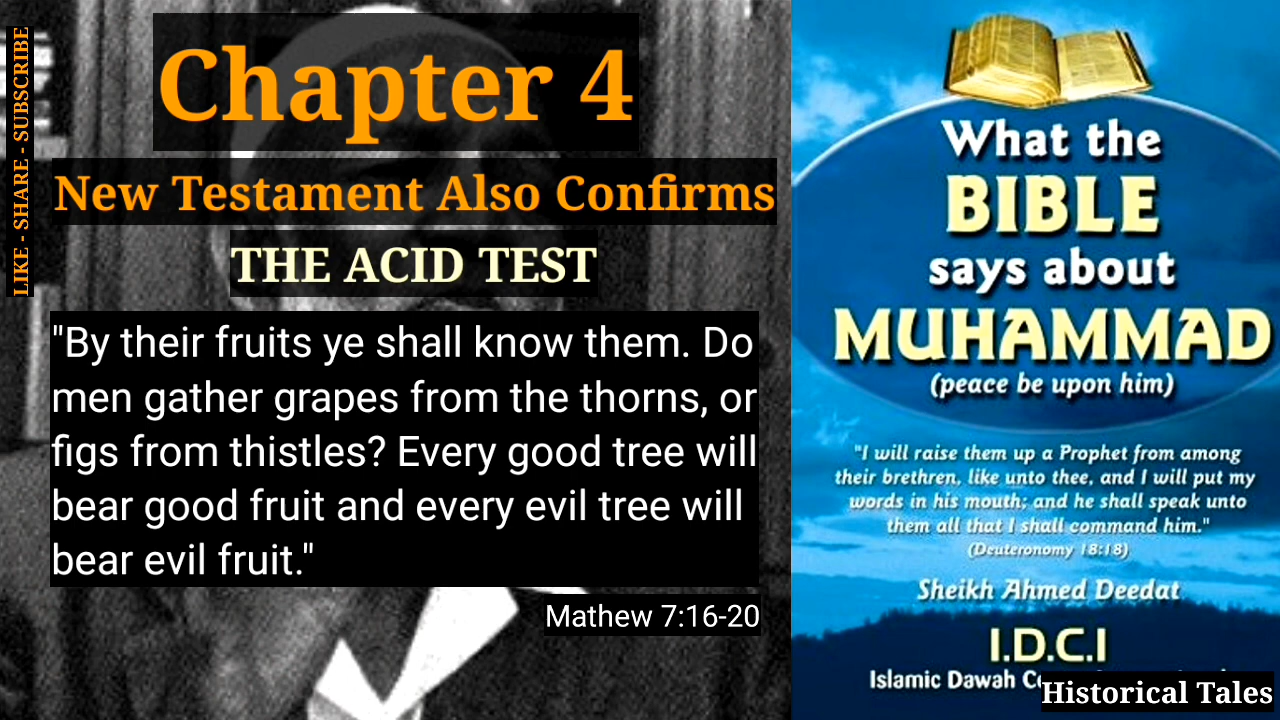 LIKE - SHARE - SUBSCRIBE
Chapter 4
New Testament Also Confirms
THE ACID TEST
"By their fruits ye shall know them. Do
men gather grapes from the thorns, or
figs from thistles? Every good tree will
bear good fruit and every evil tree will
bear evil fruit."
Mathew 7:16-20
What the
BIBLE
says about
MUHAMMAD
(peace be upon him)
"I will raise them up a Prophet from among
their brethren, like unto thee, and I will put my
words in his mouth; and he shall speak unto
them all that I shall command him."
(Deuteronomy 18:18)
Sheikh Ahmed Deedat
I.D.C.I
Islamic Dawah
Historical Tales